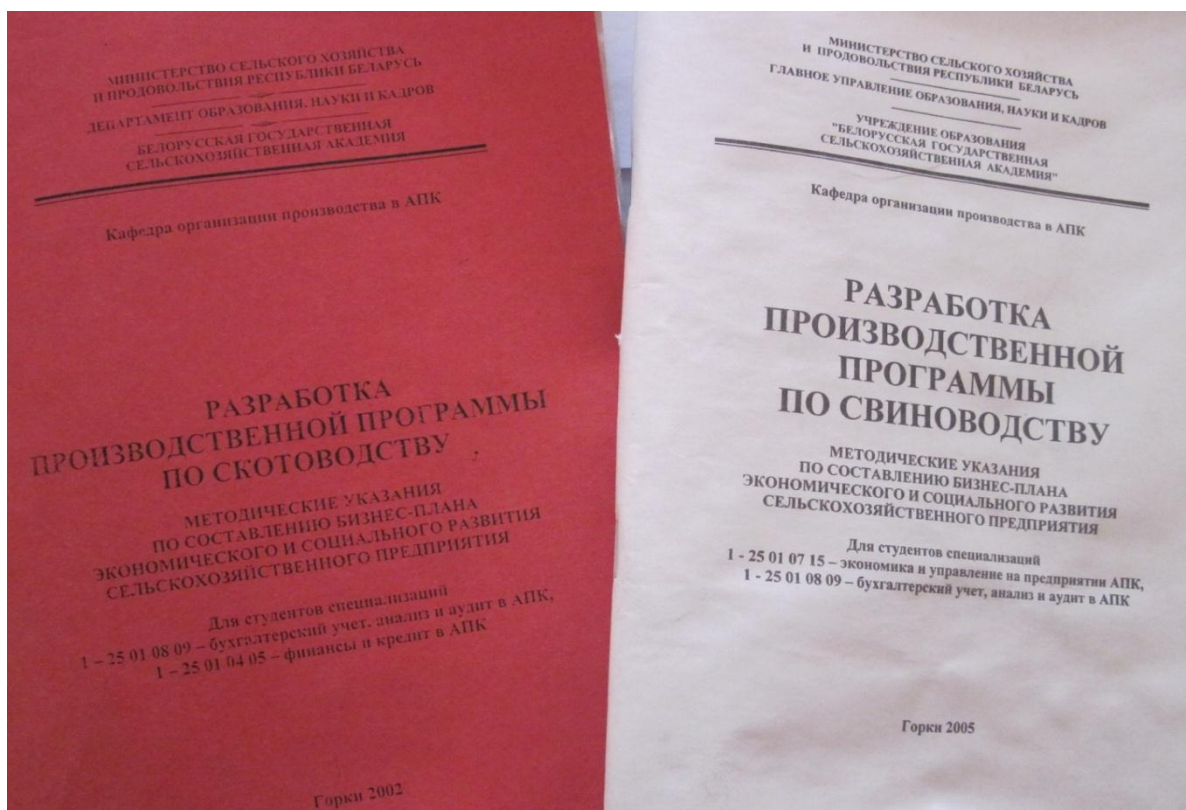 МИНИСТЕРСТВО СЕЛЬСКОГО ХОЗЯЙСТВА
И ПРОДОВОЛЬСТВИЯ РЕСПУБЛИКИ БЕЛАРУСЬ
ДЕПАРТАМЕНТ ОБРАЗОВАНИЯ, НАУКИ И КАДРОВ
БЕЛОРУССКАЯ ГОСУДАРСТВЕННАЯ
СЕЛЬСКОХОЗЯЙСТВЕННАЯ АКАДЕМИЯ
Кафедра организации производства в АПК
РАЗРАБОТКА
ПРОИЗВОДСТВЕННОЙ ПРОГРАММЫ
ПО СКОТОВОДСТВУ
МЕТОДИЧЕСКИЕ УКАЗАНИЯ
ПО СОСТАВЛЕНИЮ БИЗНЕС-ПЛАНА
ЭКОНОМИЧЕСКОГО И СОЦИАЛЬНОГО РАЗВИТИЯ
СЕЛЬСКОХОЗЯЙСТВЕННОГО ПРЕДПРИЯТИЯ
Для студентов специализаций
1 – 25 01 08 09 – бухгалтерский учет, анализ и аудит в АПК,
1 – 25 01 04 05 – финансы и кредит в АПК
Горки 2002
МИНИСТЕРСТВО СЕЛЬСКОГО ХОЗЯЙСТВА
И ПРОДОВОЛЬСТВИЯ РЕСПУБЛИКИ БЕЛАРУСЬ
ГЛАВНОЕ УПРАВЛЕНИЕ ОБРАЗОВАНИЯ, НАУКИ И КАДРОВ
УЧРЕЖДЕНИЕ ОБРАЗОВАНИЯ
"БЕЛОРУССКАЯ ГОСУДАРСТВЕННАЯ
СЕЛЬСКОХОЗЯЙСТВЕННАЯ АКАДЕМИЯ"
Кафедра организации производства в АПК
РАЗРАБОТКА
ПРОИЗВОДСТВЕННОЙ
ПРОГРАММЫ
ПО СВИНОВОДСТВУ
МЕТОДИЧЕСКИЕ УКАЗАНИЯ
ПО СОСТАВЛЕНИЮ БИЗНЕС-ПЛАНА
ЭКОНОМИЧЕСКОГО И СОЦИАЛЬНОГО РАЗВИТИЯ
СЕЛЬСКОХОЗЯЙСТВЕННОГО ПРЕДПРИЯТИЯ
Для студентов специализаций
1 - 25 01 07 15 – экономика и управление на предприятии АПК,
1 - 25 01 08 09 – бухгалтерский учет, анализ и аудит в АПК
Горки 2005